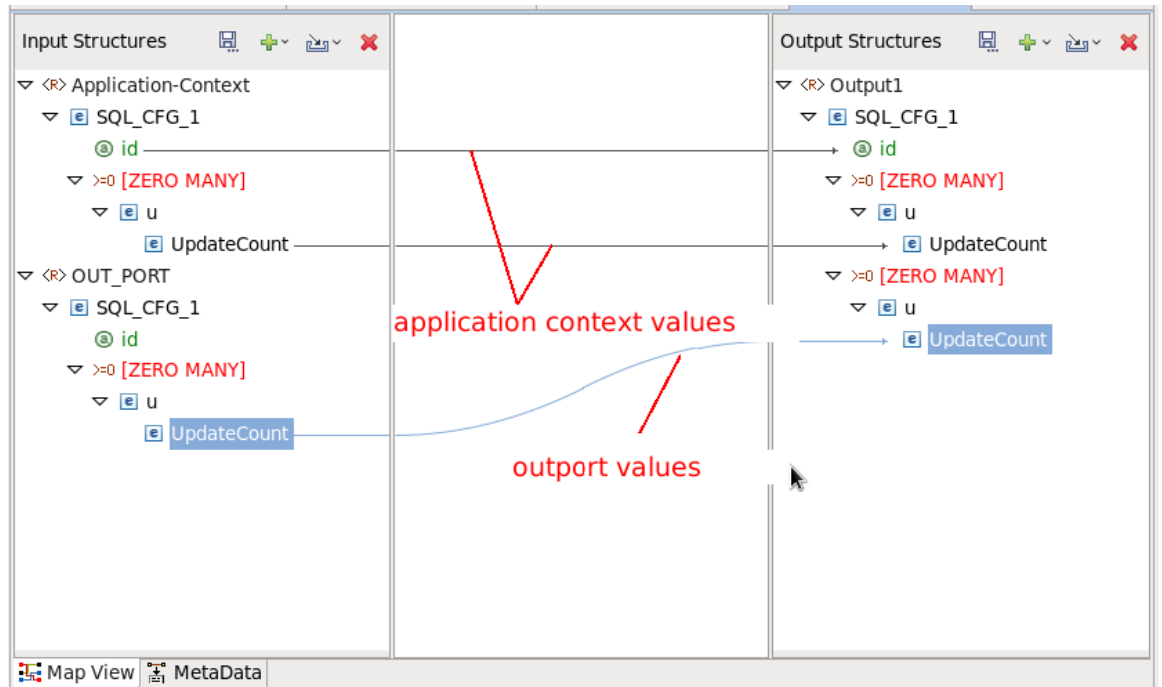 Input Structures
Output Structures
<R> Application-Context
<R> Output1
e SQL_CFG_1
e SQL_CFG_1
@ id
@ id
>=0 [ZERO MANY]
>=0 [ZERO MANY]
e u
e u
e UpdateCount
e UpdateCount
<R> OUT_PORT
>=0 [ZERO MANY]
e SQL_CFG_1
e u
application context values
@ id
e UpdateCount
>=0 [ZERO MANY]
e u
e UpdateCount
outport values
Map View
MetaData